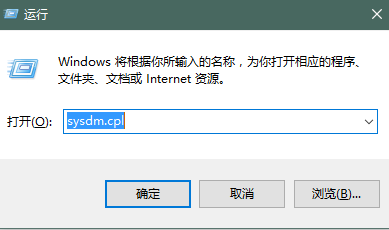 运行
Windows 将根据你所输入的名称，为你打开相应的程序、
文件夹、文档或 Internet 资源。
打开(O): sysdm.cpl
确定 取消 浏览(B)...